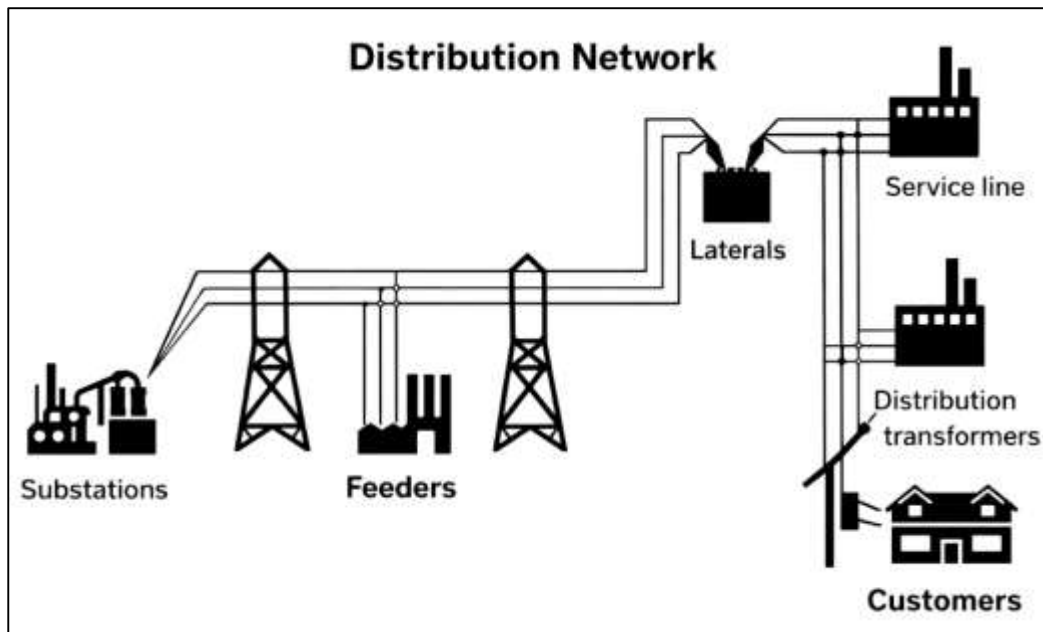 Distribution Network
Service line
Laterals
Substations
Feeders
Distribution
transformers
Customers